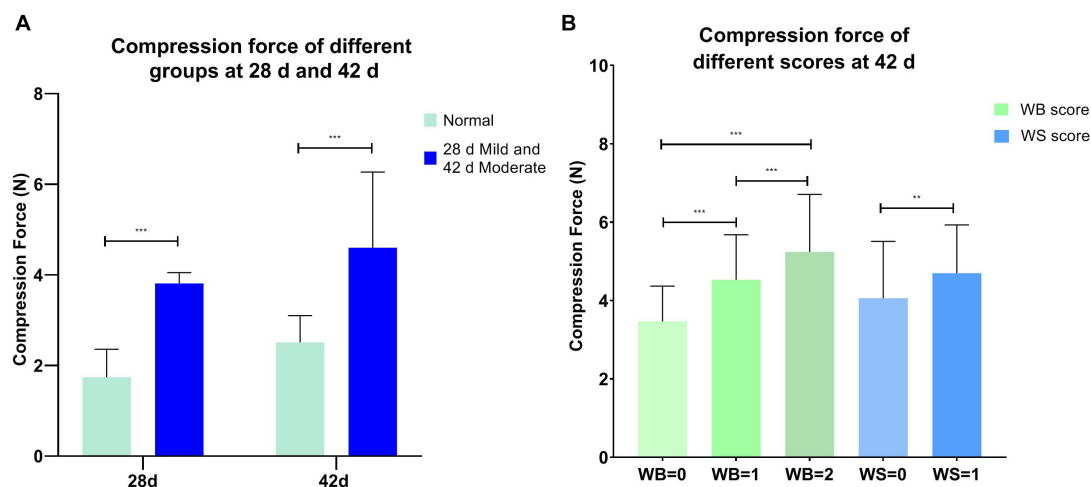 A
Compression force of different
groups at 28 d and 42 d
Compression Force (N)
8
6
4
2
0
***
***
28d
42d
Normal
28 d Mild and
42 d Moderate
B
Compression force of
different scores at 42 d
Compression Force (N)
10
8
6
4
2
0
***
***
***
**
WB=0
WB=1
WB=2
WS=0
WS=1
WB score
WS score